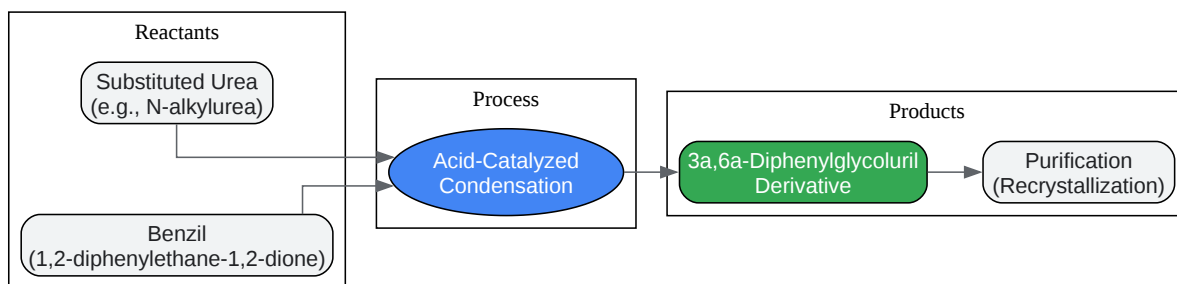 Reactants
Substituted Urea
(e.g., N-alkylurea)
Benzil
(1,2-diphenylethane-1,2-dione)
Process
Acid-Catalyzed
Condensation
Products
3a,6a-Diphenylglycoluril
Derivative
Purification
(Recrystallization)